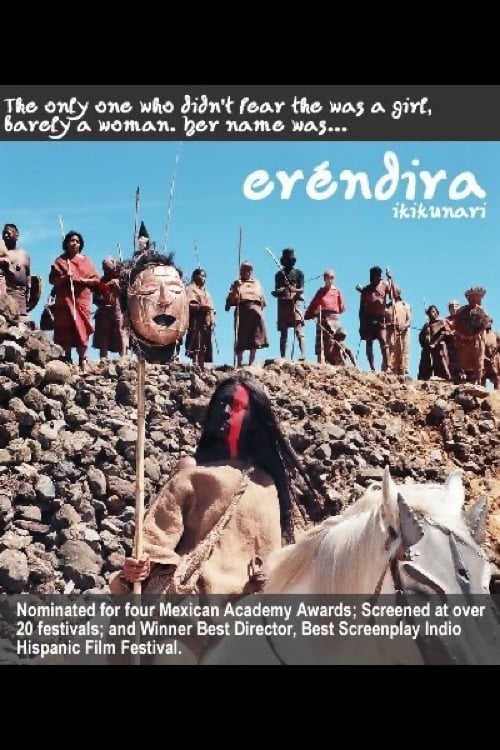 The only one who didn't fear the was a girl,
barely a woman. her name was...
eréndira
ikikunari
Nominated for four Mexican Academy Awards; Screened at over
20 festivals; and Winner Best Director, Best Screenplay Indio
Hispanic Film Festival.